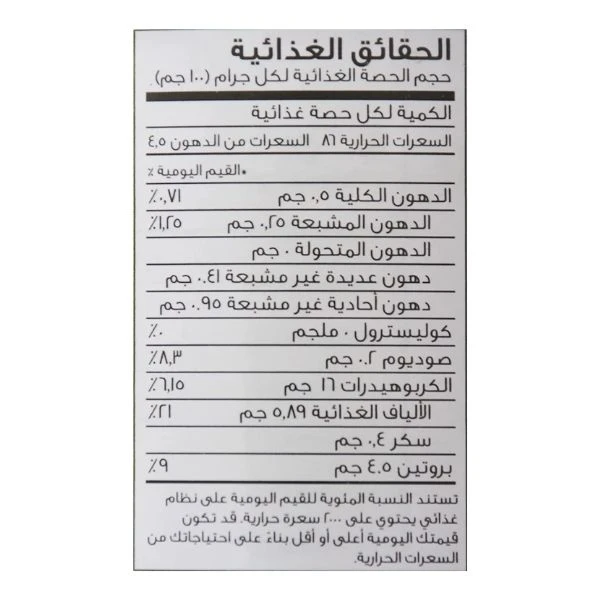 الحقائق الغذائية
حجم الحصة الغذائية لكل جرام (١٠٠ جم).
الكمية لكل حصة غذائية
السعرات الحرارية ٨٦ السعرات من الدهون ٤,٥
*القيم اليومية ٪
الدهون الكلية ٠,٥ جم ٠,٧١٪
الدهون المشبعة ٠,٢٥ جم ١,٢٥٪
الدهون المتحولة ٠ جم
دهون عديدة غير مشبعة ٠.٤١ جم
دهون أحادية غير مشبعة ٠.٩٥ جم
كوليسترول ٠ ملجم ٠٪
صوديوم ٠.٢ جم ٨,٣٪
الكربوهيدرات ١٦ جم ٦,١٥٪
الألياف الغذائية ٥,٨٩ جم ٢١٪
سكر ٠,٤ جم
بروتين ٤.٥ جم ٩٪
تستند النسبة المئوية للقيم اليومية على نظام
غذائي يحتوي على ٢٠٠٠ سعرة حرارية. قد تكون
قيمتك اليومية أعلى أو أقل بناءً على احتياجاتك من
السعرات الحرارية.